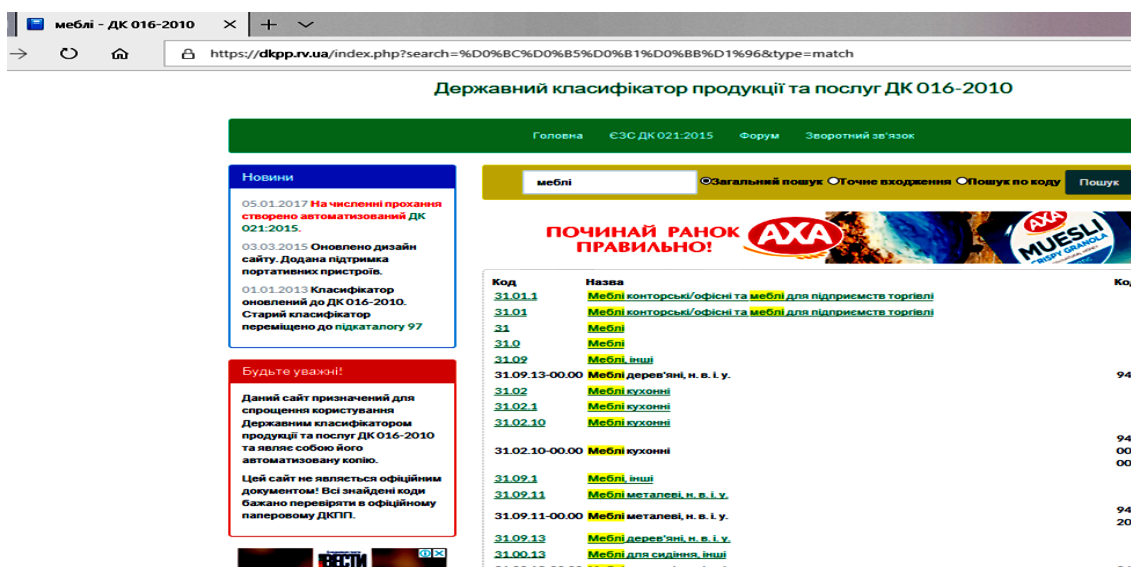 меблі - ДК 016-2010
https://dkpp.rv.ua/index.php?search=%D0%BC%D0%B5%D0%B1%D0%BB%D1%96&type=match
Державний класифікатор продукції та послуг ДК 016-2010
Головна ЄЗС ДК 021:2015 Форум Зворотний зв'язок
Новини
05.01.2017 На численні прохання
створено автоматизований ДК
021:2015.
03.03.2015 Оновлено дизайн
сайту. Додана підтримка
портативних пристроїв.
01.01.2013 Класифікатор
оновлений до ДК 016-2010.
Старий класифікатор
переміщено до підкаталогу 97
Будьте уважні!
Даний сайт призначений для
спрощення користування
Державним класифікатором
продукції та послуг ДК 016-2010
та являє собою його
автоматизовану копію.
Цей сайт не являється офіційним
документом! Всі знайдені коди
бажано перевіряти в офіційному
паперовому ДКПП.
ВЕСТИ
меблі Загальний пошук Точне входження Пошук по коду Пошук
ПОЧИНАЙ РАНОК
ПРАВИЛЬНО!
AXA
AXA
MUESLI
CRISPY GRANOLA
Код Назва Ко
31.01.1 Меблі конторські/офісні та меблі для підприємств торгівлі
31.01 Меблі конторські/офісні та меблі для підприємств торгівлі
31 Меблі
31.0 Меблі
31.09 Меблі, інші
31.09.13-00.00 Меблі дерев'яні, н. в. і. у. 94
31.02 Меблі кухонні
31.02.1 Меблі кухонні
31.02.10 Меблі кухонні
94
31.02.10-00.00 Меблі кухонні 00
00
31.09.1 Меблі, інші
31.09.11 Меблі металеві, н. в. і. у.
94
31.09.11-00.00 Меблі металеві, н. в. і. у.
20
31.09.13 Меблі дерев'яні, н. в. і. у.
31.00.13 Меблі для сидіння, інші